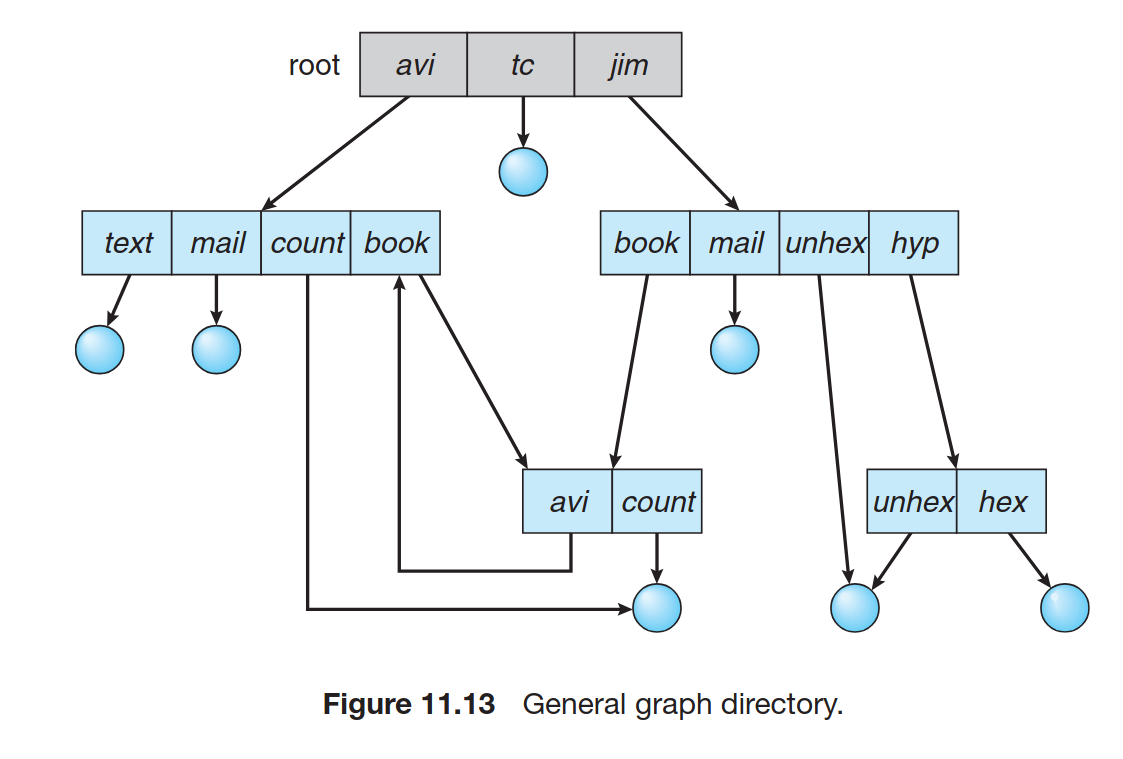 root avi tc jim
text mail count book book mail unhex hyp
avi count unhex hex
Figure 11.13 General graph directory.